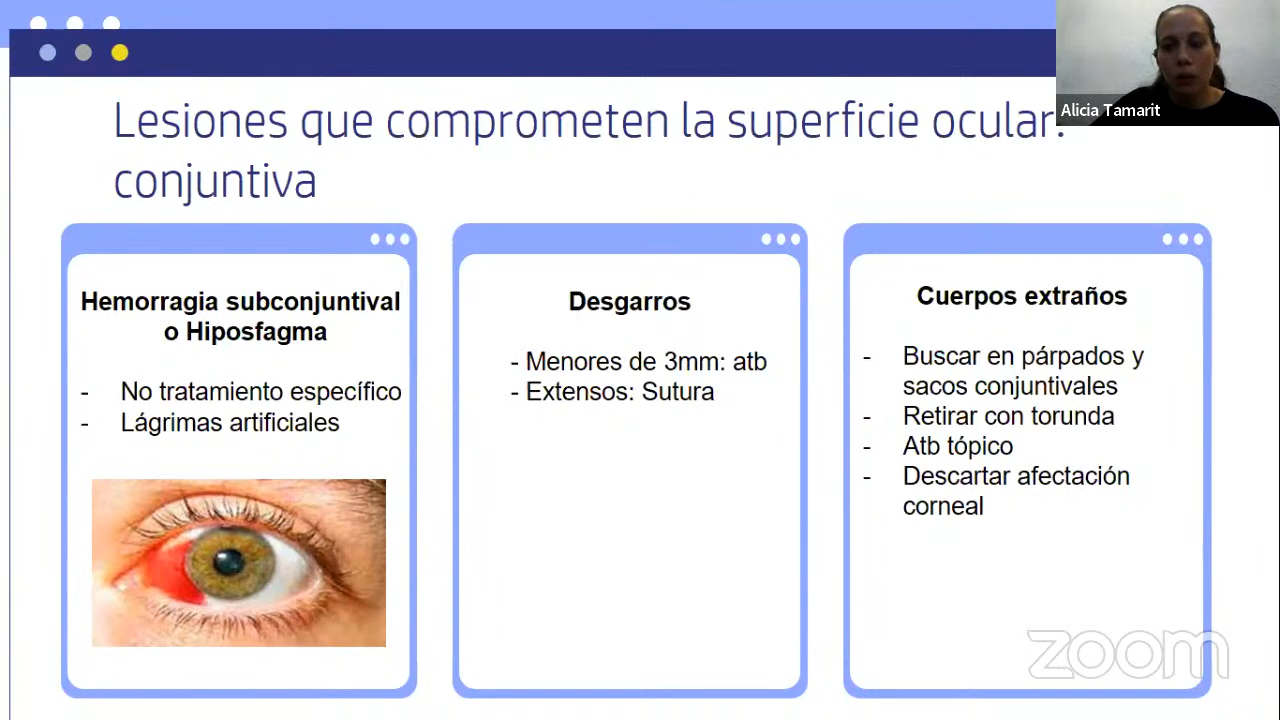 Lesiones que comprometen la superficie ocular:
conjuntiva
Alicia Tamarit
Hemorragia subconjuntival
o Hiposfagma
- No tratamiento específico
- Lágrimas artificiales
Desgarros
- Menores de 3mm: atb
- Extensos: Sutura
Cuerpos extraños
- Buscar en párpados y
sacos conjuntivales
- Retirar con torunda
- Atb tópico
- Descartar afectación
corneal
zoom